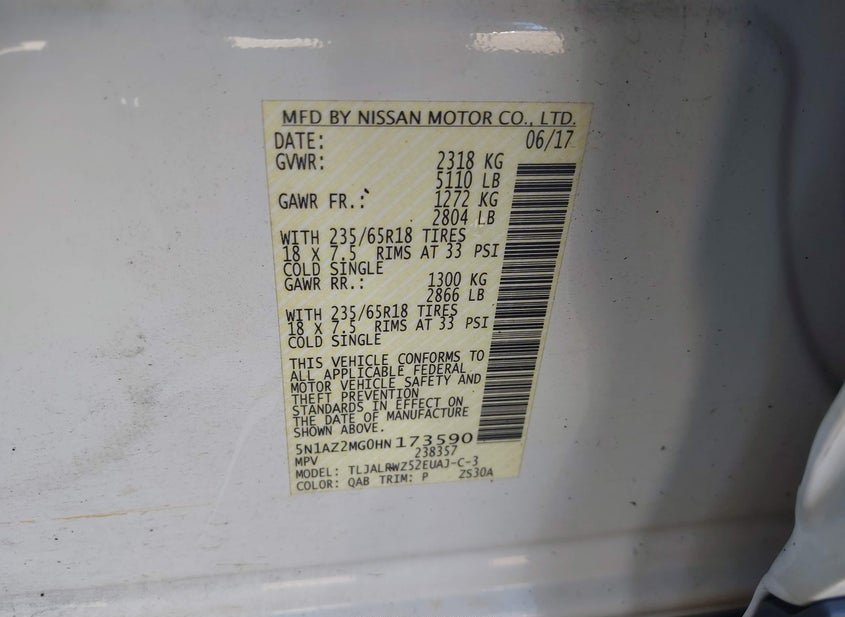 MFD BY NISSAN MOTOR CO., LTD.
DATE: 06/17
GVWR: 2318 KG
5110 LB
GAWR FR.: 1272 KG
2804 LB
WITH 235/65R18 TIRES
18 X 7.5 RIMS AT 33 PSI
COLD SINGLE
GAWR RR.: 1300 KG
2866 LB
WITH 235/65R18 TIRES
18 X 7.5 RIMS AT 33 PSI
COLD SINGLE
THIS VEHICLE CONFORMS TO
ALL APPLICABLE FEDERAL
MOTOR VEHICLE SAFETY AND
THEFT PREVENTION
STANDARDS IN EFFECT ON
THE DATE OF MANUFACTURE
SHOWN ABOVE.
5N1AZ2MG0HN173590
MPV 238357
MODEL: TLJALRWZ52EUAJ-C-3
COLOR: QAB TRIM: P ZS30A